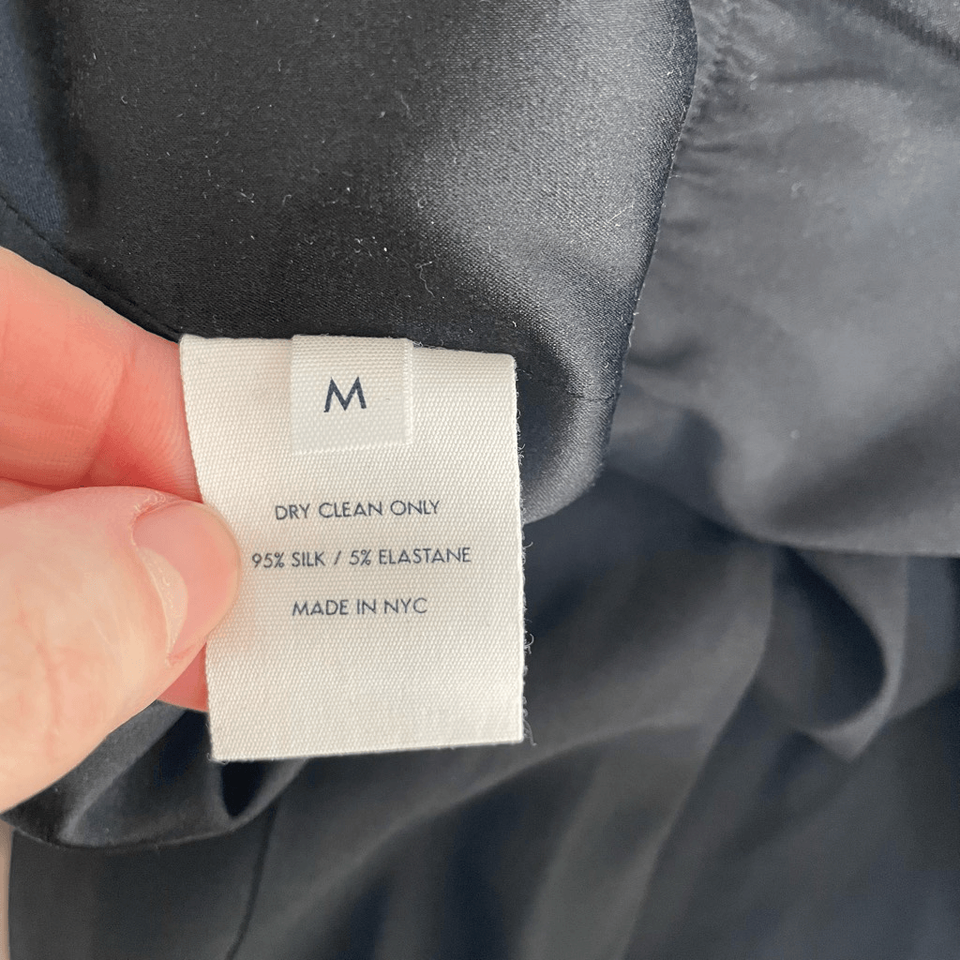 M
DRY CLEAN ONLY
95% SILK / 5% ELASTANE
MADE IN NYC